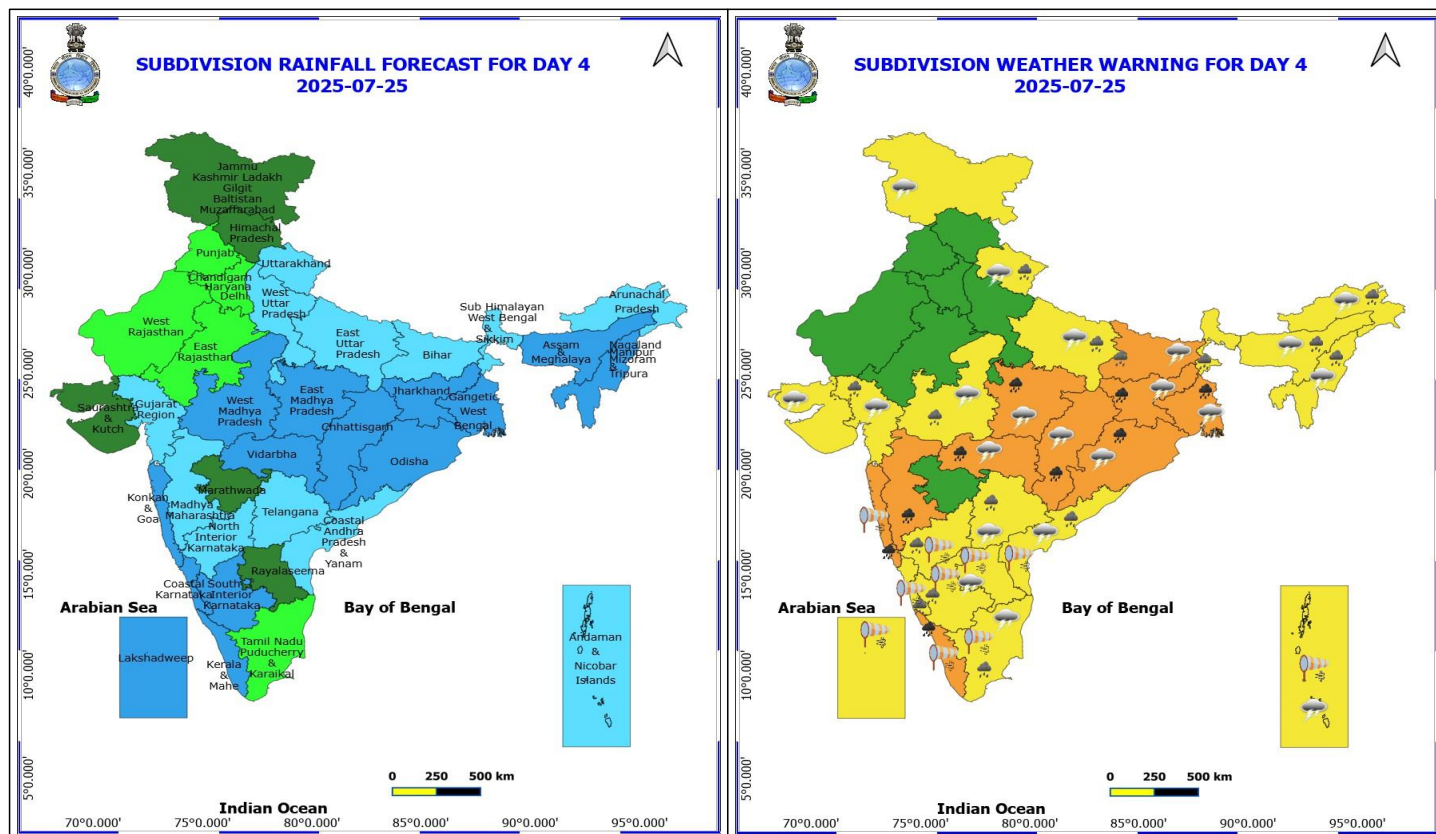 SUBDIVISION RAINFALL FORECAST FOR DAY 4
2025-07-25
40°0.000'
35°0.000'
30°0.000'
25°0.000'
20°0.000'
15°0.000'
10°0.000'
5°0.000'
Jammu
Kashmir Ladakh
Gilgit
Baltistan
Muzaffarabad
Himachal
Pradesh
Punjab
Chandigarh
Haryana
Delhi
Uttarakhand
West
Uttar
Pradesh
West
Rajasthan
East
Rajasthan
East
Uttar
Pradesh
Bihar
Sub Himalayan
West Bengal
&
Sikkim
Arunachal
Pradesh
Assam
&
Meghalaya
Nagaland
Manipur
Mizoram
&
Tripura
Saurashtra
&
Kutch
Gujarat
Region
West
Madhya
Pradesh
East
Madhya
Pradesh
Jharkhand
Gangetic
West
Bengal
Chhattisgarh
Vidarbha
Odisha
Konkan
&
Goa
Madhya
Maharashtra
Marathwada
Telangana
North
Interior
Karnataka
Coastal
Andhra
Pradesh
&
Yanam
Rayalaseema
Coastal
Karnataka
South
Interior
Karnataka
Tamil Nadu
Puducherry
&
Karaikal
Kerala
&
Mahe
Arabian Sea
Bay of Bengal
Lakshadweep
Andaman
&
Nicobar
Islands
0 250 500 km
Indian Ocean
70°0.000' 75°0.000' 80°0.000' 85°0.000' 90°0.000' 95°0.000'
SUBDIVISION WEATHER WARNING FOR DAY 4
2025-07-25
40°0.000'
35°0.000'
30°0.000'
25°0.000'
20°0.000'
15°0.000'
10°0.000'
5°0.000'
Arabian Sea
Bay of Bengal
0 250 500 km
Indian Ocean
70°0.000' 75°0.000' 80°0.000' 85°0.000' 90°0.000' 95°0.000'